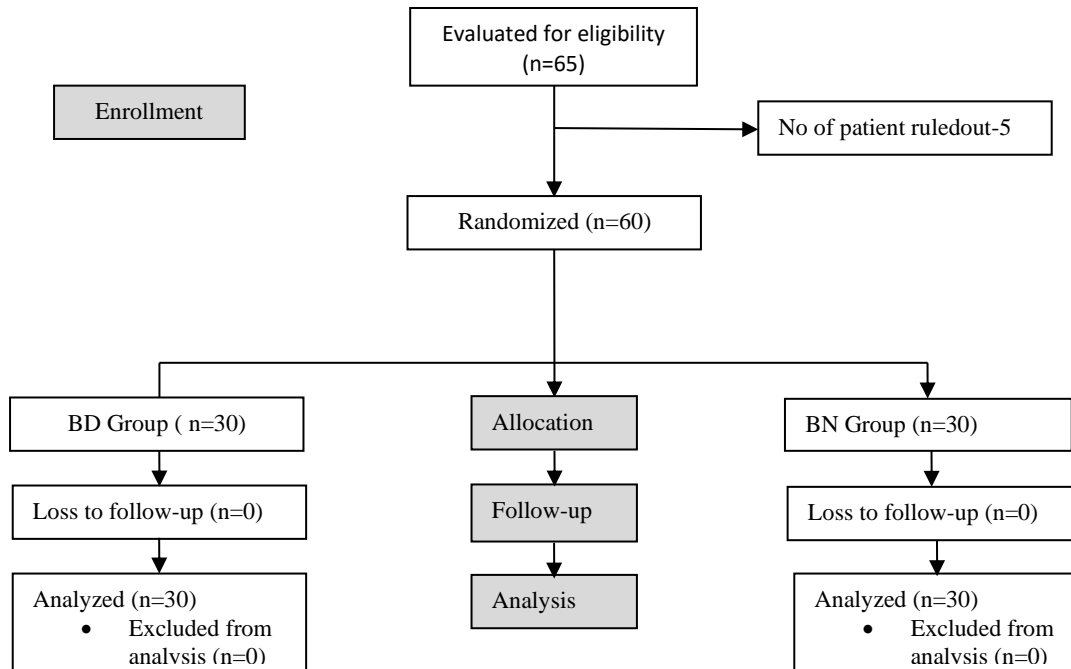 Evaluated for eligibility
(n=65)
Enrollment
No of patient ruledout-5
Randomized (n=60)
BD Group ( n=30)
Allocation
BN Group (n=30)
Loss to follow-up (n=0)
Follow-up
Loss to follow-up (n=0)
Analyzed (n=30)
• Excluded from
analysis (n=0)
Analysis
Analyzed (n=30)
• Excluded from
analysis (n=0)